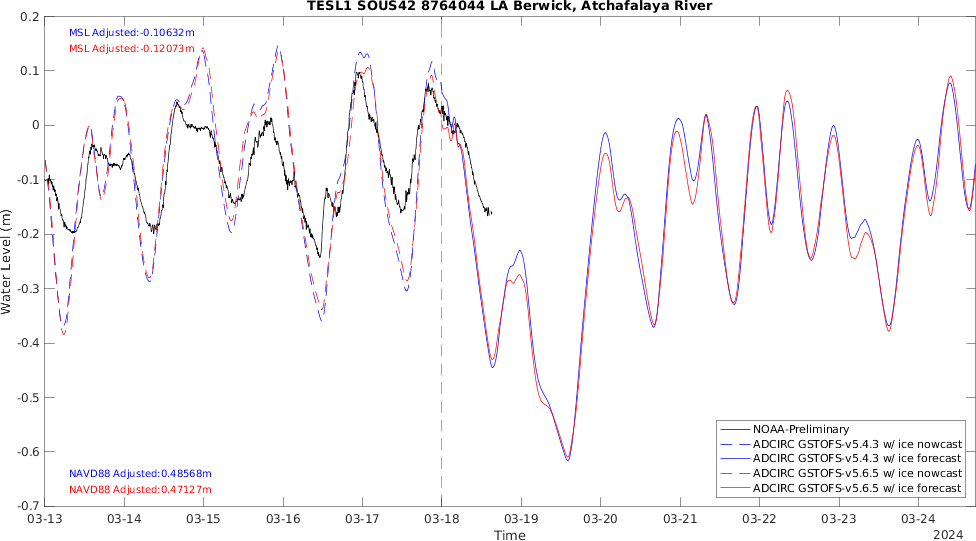 TESL1 SOUS42 8764044 LA Berwick, Atchafalaya River
0.2
MSL Adjusted:-0.10632m
MSL Adjusted:-0.12073m
0.1
0
-0.1
-0.2
Water Level (m)
-0.3
-0.4
-0.5
NOAA-Preliminary
ADCIRC GSTOFS-v5.4.3 w/ ice nowcast
-0.6
ADCIRC GSTOFS-v5.4.3 w/ ice forecast
NAVD88 Adjusted:0.48568m
ADCIRC GSTOFS-v5.6.5 w/ ice nowcast
NAVD88 Adjusted:0.47127m
ADCIRC GSTOFS-v5.6.5 w/ ice forecast
-0.7
03-13 03-14 03-15 03-16 03-17 03-18 03-19 03-20 03-21 03-22 03-23 03-24
Time
2024